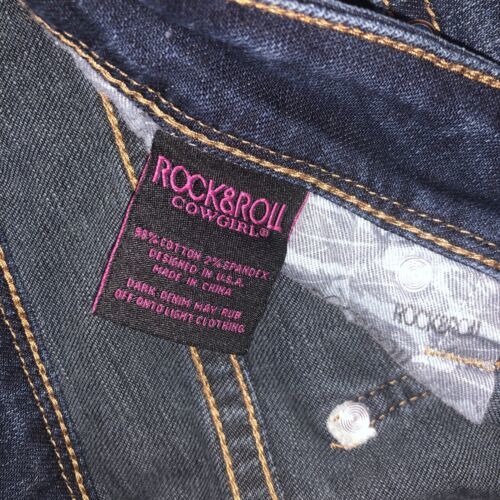 ROCK&ROLL
COWGIRL®
98% COTTON 2% SPANDEX
DESIGNED IN U.S.A.
MADE IN CHINA
DARK DENIM MAY RUB
OFF ONTO LIGHT CLOTHING
ROCK&ROLL